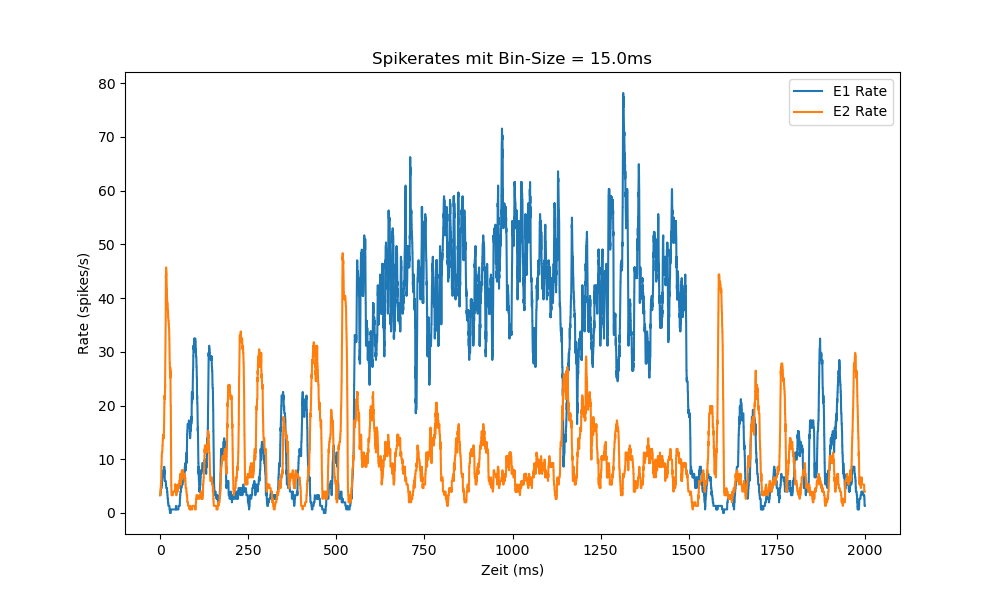 Spikerates mit Bin-Size = 15.0ms
E1 Rate
E2 Rate
80
70
60
50
40
30
20
10
0
Rate (spikes/s)
0 250 500 750 1000 1250 1500 1750 2000
Zeit (ms)